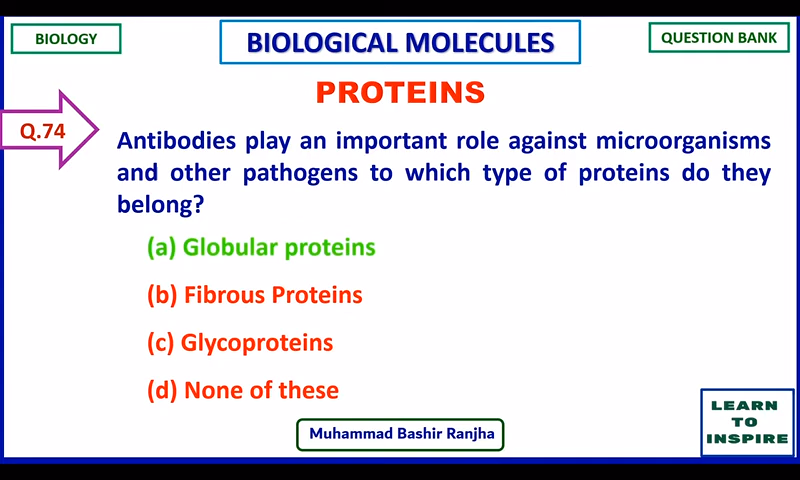 BIOLOGY
BIOLOGICAL MOLECULES
QUESTION BANK
PROTEINS
Q.74
Antibodies play an important role against microorganisms
and other pathogens to which type of proteins do they
belong?
(a) Globular proteins
(b) Fibrous Proteins
(c) Glycoproteins
(d) None of these
Muhammad Bashir Ranjha
LEARN
TO
INSPIRE